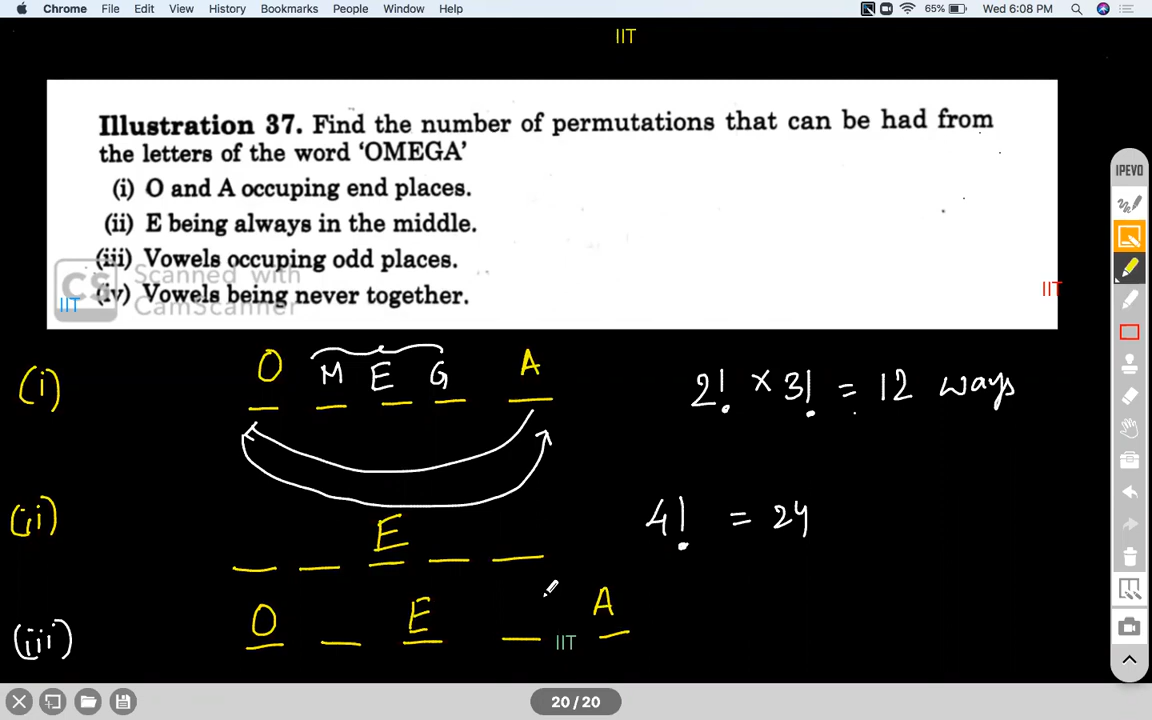 Chrome File Edit View History Bookmarks People Window Help 65% Wed 6:08 PM
IIT
Illustration 37. Find the number of permutations that can be had from
the letters of the word 'OMEGA'
(i) O and A occuping end places.
(ii) E being always in the middle.
(iii) Vowels occuping odd places.
(iv) Vowels being never together.
CS Scanned with
CamScanner
IIT
IIT
IPEVO
(i) O M E G A 2! × 3! = 12 ways
(ii) E 4! = 24
(iii) O E A
IIT
20/20